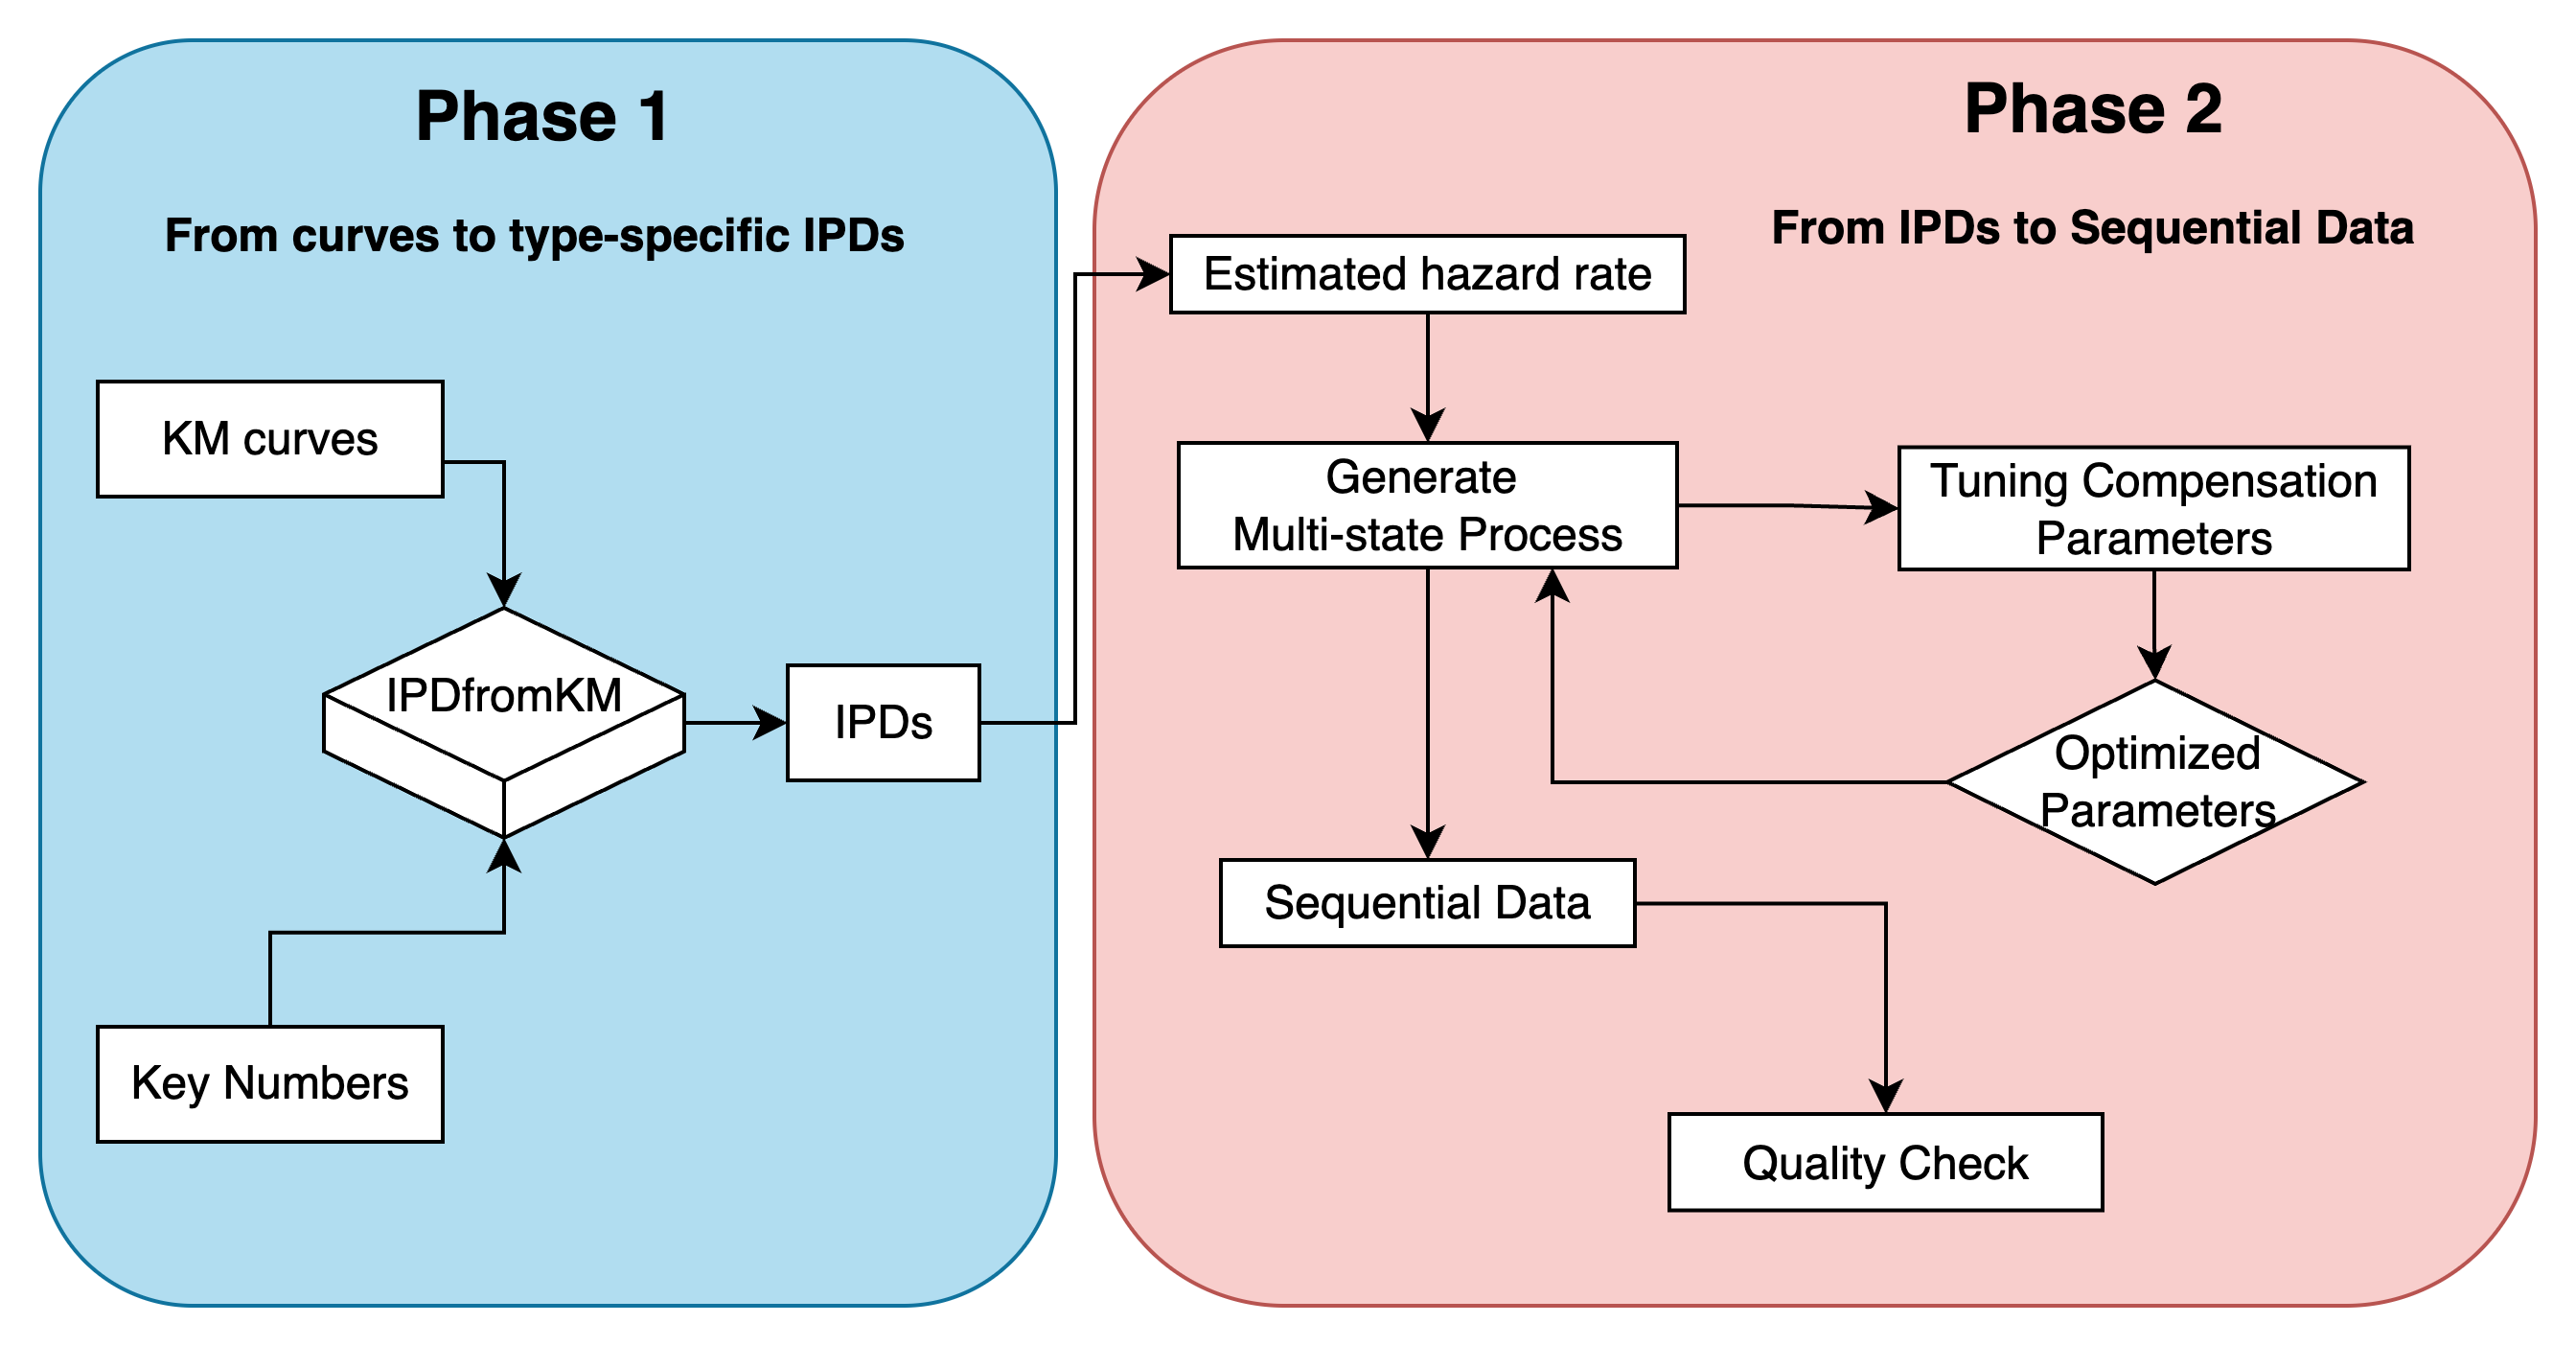 Phase 1
From curves to type-specific IPDs
KM curves
IPDfromKM
IPDs
Key Numbers
Phase 2
From IPDs to Sequential Data
Estimated hazard rate
Generate
Multi-state Process
Tuning Compensation
Parameters
Optimized
Parameters
Sequential Data
Quality Check